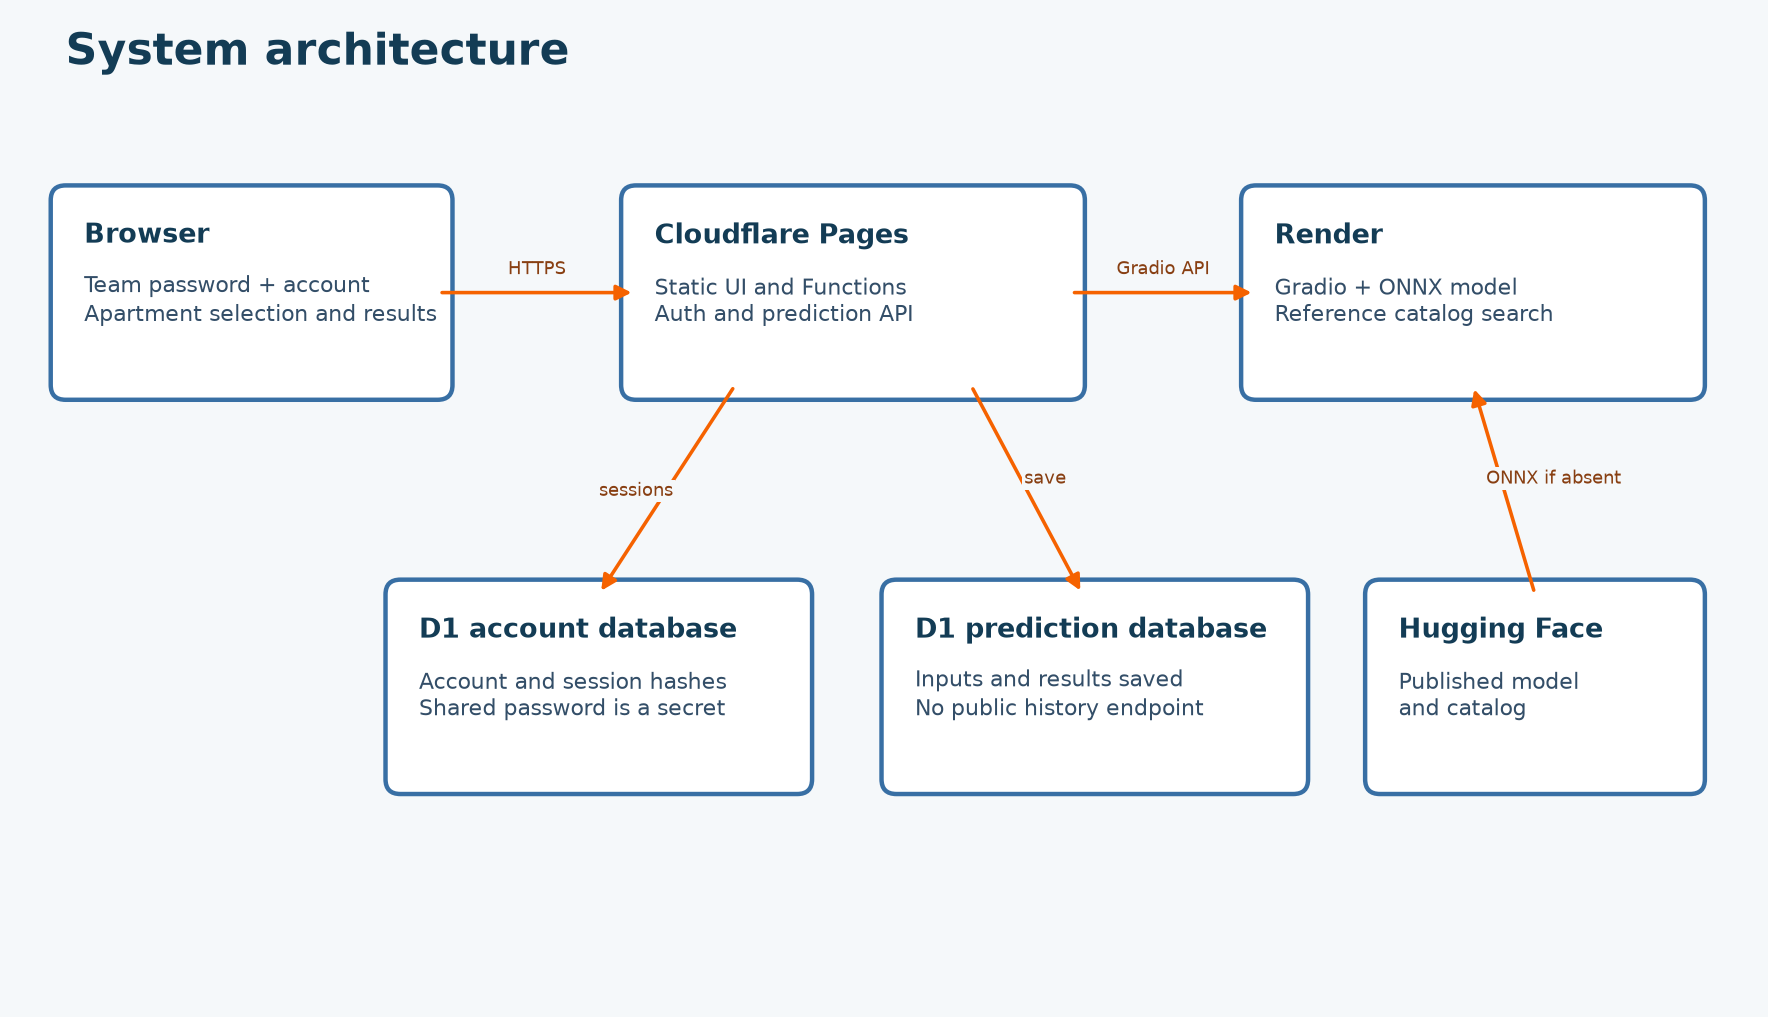 System architecture
Browser
Team password + account
Apartment selection and results
HTTPS
Cloudflare Pages
Static UI and Functions
Auth and prediction API
Gradio API
Render
Gradio + ONNX model
Reference catalog search
sessions
save
ONNX if absent
D1 account database
Account and session hashes
Shared password is a secret
D1 prediction database
Inputs and results saved
No public history endpoint
Hugging Face
Published model
and catalog